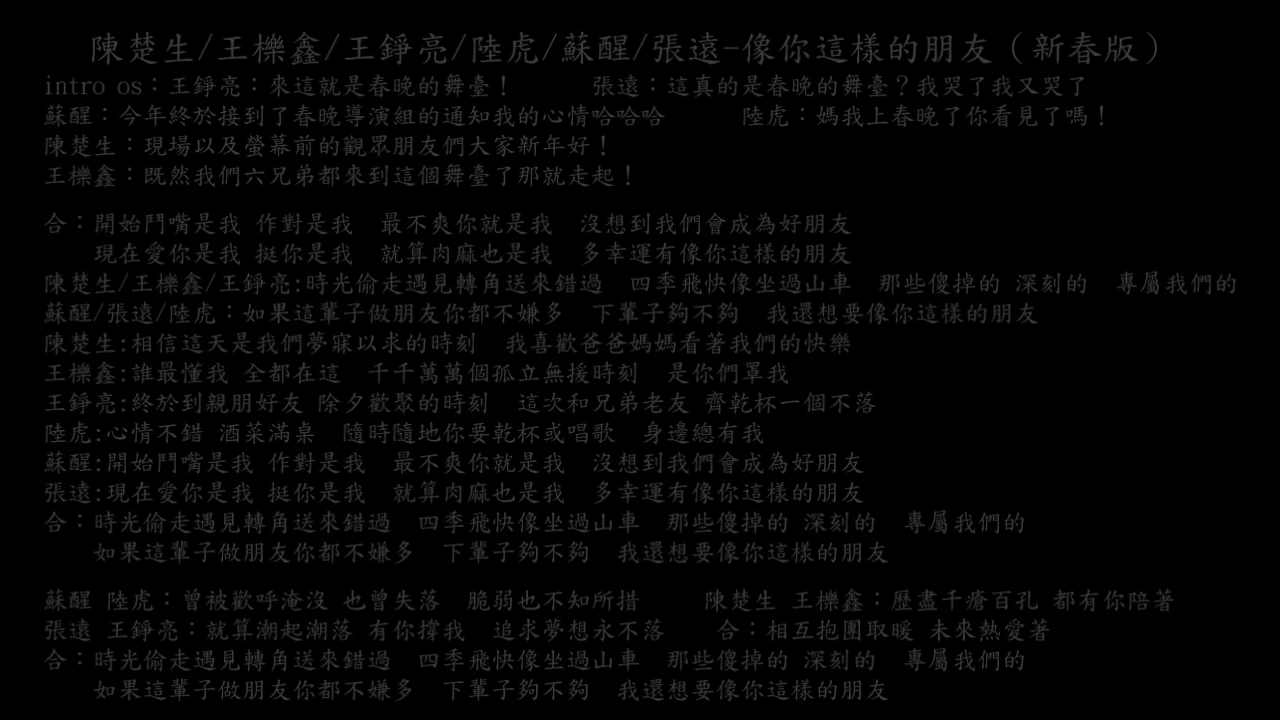 陳楚生/王櫟鑫/王錚亮/陸虎/蘇醒/張遠-像你這樣的朋友（新春版）
intro os：王錚亮：來這就是春晚的舞臺！　　　張遠：這真的是春晚的舞臺？我哭了我又哭了
蘇醒：今年終於接到了春晚導演組的通知我的心情哈哈哈　　　陸虎：媽我上春晚了你看見了嗎！
陳楚生：現場以及螢幕前的觀眾朋友們大家新年好！
王櫟鑫：既然我們六兄弟都來到這個舞臺了那就走起！
合：開始鬥嘴是我 作對是我　最不爽你就是我　沒想到我們會成為好朋友
現在愛你是我 挺你是我　就算肉麻也是我　多幸運有像你這樣的朋友
陳楚生/王櫟鑫/王錚亮:時光偷走遇見轉角送來錯過　四季飛快像坐過山車　那些傻掉的 深刻的　專屬我們的
蘇醒/張遠/陸虎：如果這輩子做朋友你都不嫌多　下輩子夠不夠　我還想要像你這樣的朋友
陳楚生:相信這天是我們夢寐以求的時刻　我喜歡爸爸媽媽看著我們的快樂
王櫟鑫:誰最懂我 全都在這　千千萬萬個孤立無援時刻　是你們罩我
王錚亮:終於到親朋好友 除夕歡聚的時刻　這次和兄弟老友 齊乾杯一個不落
陸虎:心情不錯 酒菜滿桌　隨時隨地你要乾杯或唱歌　身邊總有我
蘇醒:開始鬥嘴是我 作對是我　最不爽你就是我　沒想到我們會成為好朋友
張遠:現在愛你是我 挺你是我　就算肉麻也是我　多幸運有像你這樣的朋友
合：時光偷走遇見轉角送來錯過　四季飛快像坐過山車　那些傻掉的 深刻的　專屬我們的
如果這輩子做朋友你都不嫌多　下輩子夠不夠　我還想要像你這樣的朋友
蘇醒 陸虎：曾被歡呼淹沒 也曾失落　脆弱也不知所措　　　陳楚生 王櫟鑫：歷盡千瘡百孔 都有你陪著
張遠 王錚亮：就算潮起潮落 有你撐我　追求夢想永不落　　合：相互抱團取暖 未來熱愛著
合：時光偷走遇見轉角送來錯過　四季飛快像坐過山車　那些傻掉的 深刻的　專屬我們的
如果這輩子做朋友你都不嫌多　下輩子夠不夠　我還想要像你這樣的朋友